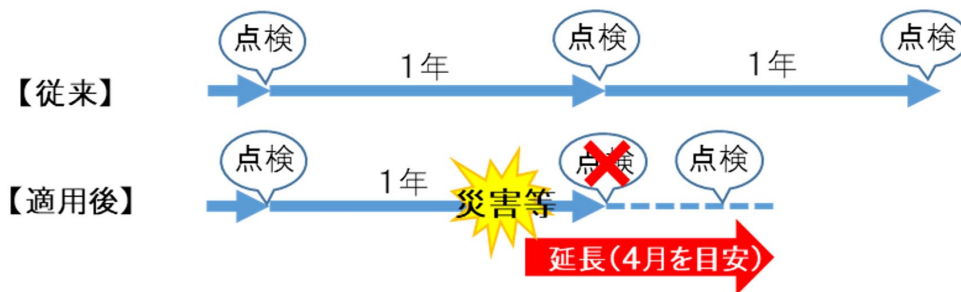 点検 点検 点検
1年 1年
【従来】
点検 点検 点検
1年
【適用後】
災害等
延長(4月を目安)